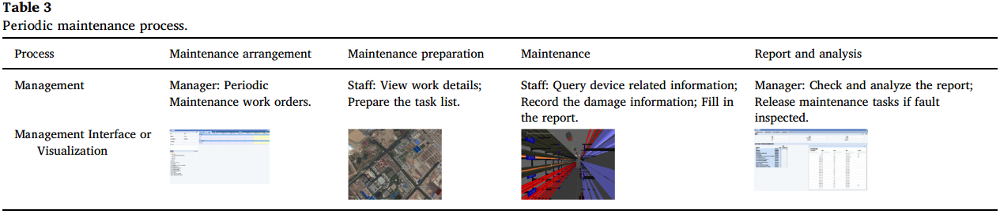 Table 3
Periodic maintenance process.
Process Maintenance arrangement Maintenance preparation Maintenance Report and analysis
Management Manager: Periodic Maintenance work orders. Staff: View work details; Prepare the task list. Staff: Query device related information; Record the damage information; Fill in the report. Manager: Check and analyze the report; Release maintenance tasks if fault inspected.
Management Interface or
Visualization